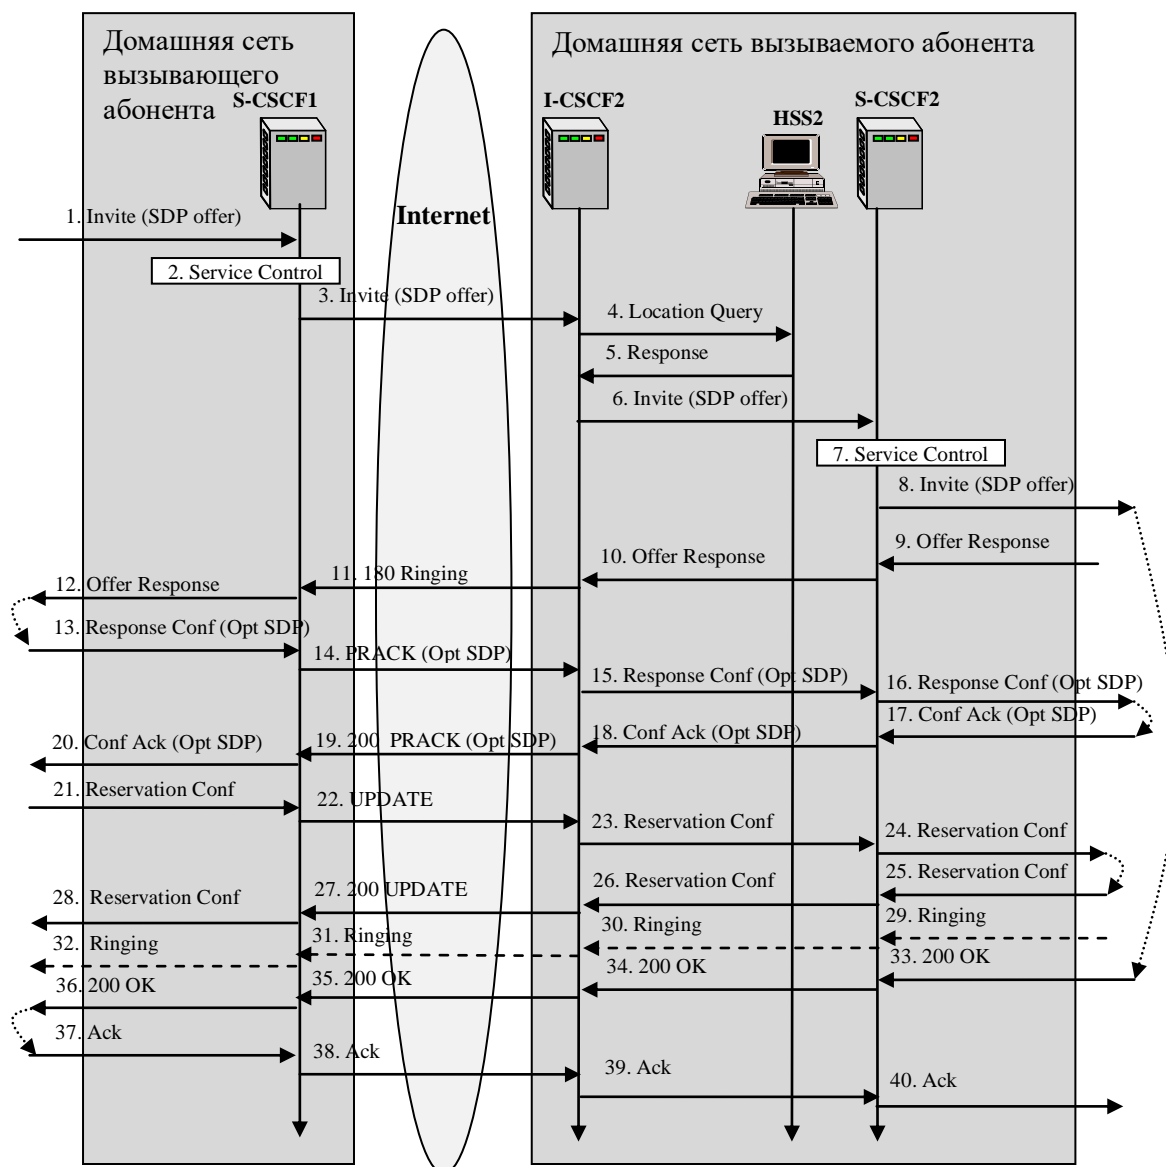 Домашняя сеть
вызывающего
абонента
Домашняя сеть вызываемого абонента
S-CSCF1
I-CSCF2
HSS2
S-CSCF2
Internet
1. Invite (SDP offer)
2. Service Control
3. Invite (SDP offer)
4. Location Query
5. Response
6. Invite (SDP offer)
7. Service Control
8. Invite (SDP offer)
9. Offer Response
10. Offer Response
11. 180 Ringing
12. Offer Response
13. Response Conf (Opt SDP)
14. PRACK (Opt SDP)
15. Response Conf (Opt SDP)
16. Response Conf (Opt SDP)
17. Conf Ack (Opt SDP)
18. Conf Ack (Opt SDP)
19. 200 PRACK (Opt SDP)
20. Conf Ack (Opt SDP)
21. Reservation Conf
22. UPDATE
23. Reservation Conf
24. Reservation Conf
25. Reservation Conf
26. Reservation Conf
27. 200 UPDATE
28. Reservation Conf
29. Ringing
30. Ringing
31. Ringing
32. Ringing
33. 200 OK
34. 200 OK
35. 200 OK
36. 200 OK
37. Ack
38. Ack
39. Ack
40. Ack